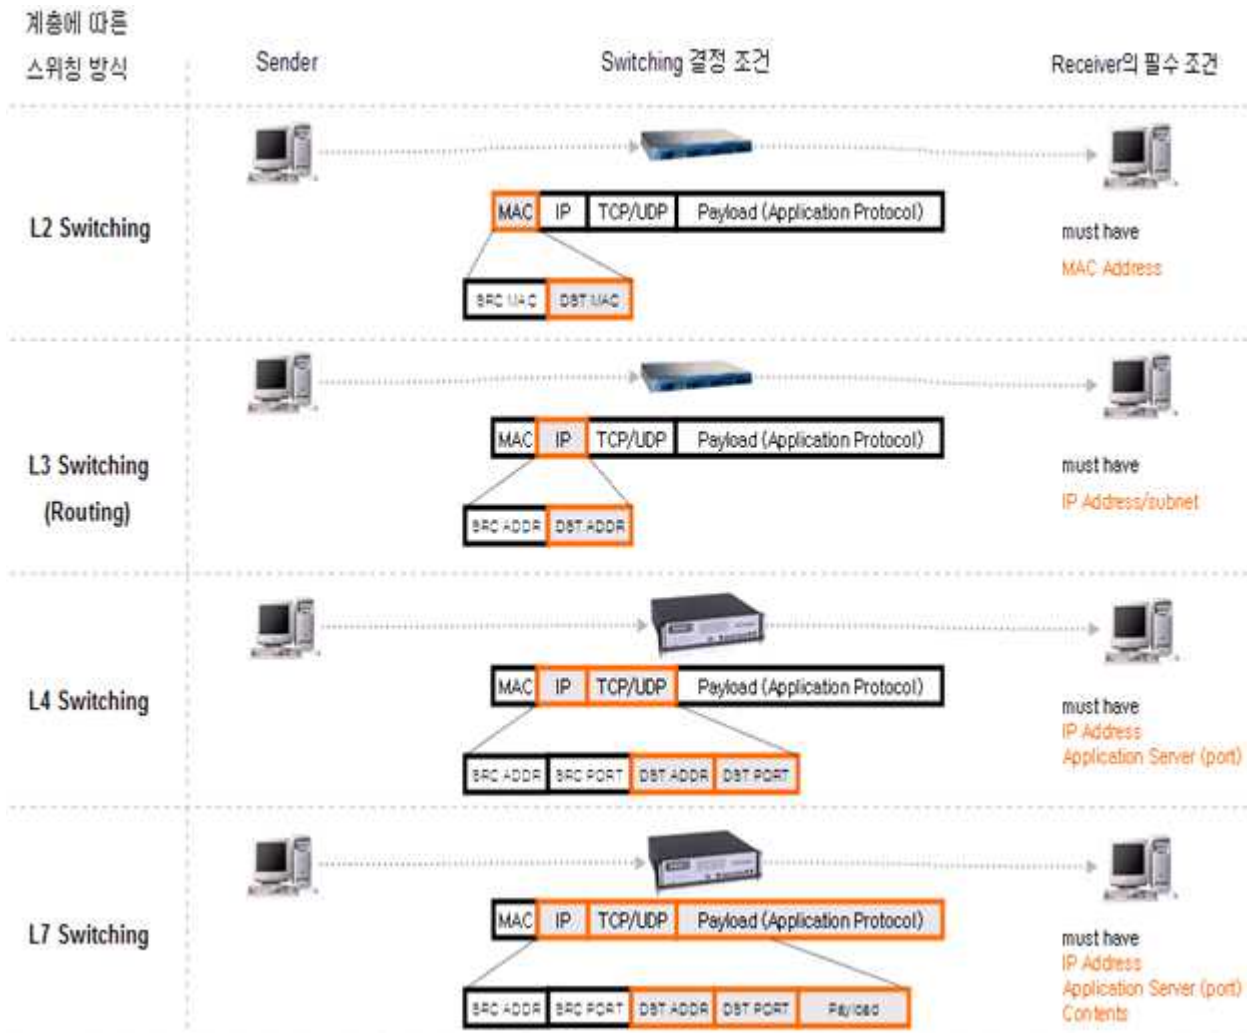 계층에 따른
스위칭 방식
Sender
Switching 결정 조건
Receiver의 필수 조건
L2 Switching
MAC
IP
TCP/UDP
Payload (Application Protocol)
SRC MAC
DST MAC
must have
MAC Address
L3 Switching
(Routing)
MAC
IP
TCP/UDP
Payload (Application Protocol)
SRC ADDR
DST ADDR
must have
IP Address/subnet
L4 Switching
MAC
IP
TCP/UDP
Payload (Application Protocol)
SRC ADDR
SRC PORT
DST ADDR
DST PORT
must have
IP Address
Application Server (port)
L7 Switching
MAC
IP
TCP/UDP
Payload (Application Protocol)
SRC ADDR
SRC PORT
DST ADDR
DST PORT
Payload
must have
IP Address
Application Server (port)
Contents